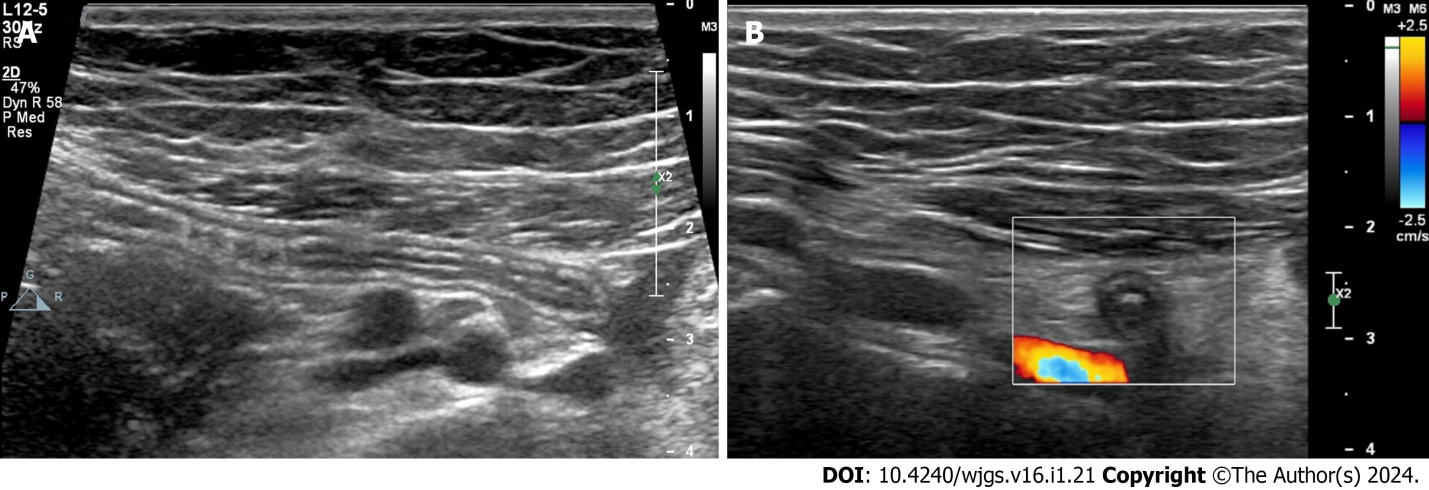 L12-5
30Hz
RS
A
2D
47%
Dyn R 58
P Med
Res
G
P R
0
M3
1
X2
2
3
4
B
0
M3 M6
+2.5
1
2
-2.5
cm/s
X2
3
4
DOI: 10.4240/wjgs.v16.i1.21 Copyright ©The Author(s) 2024.